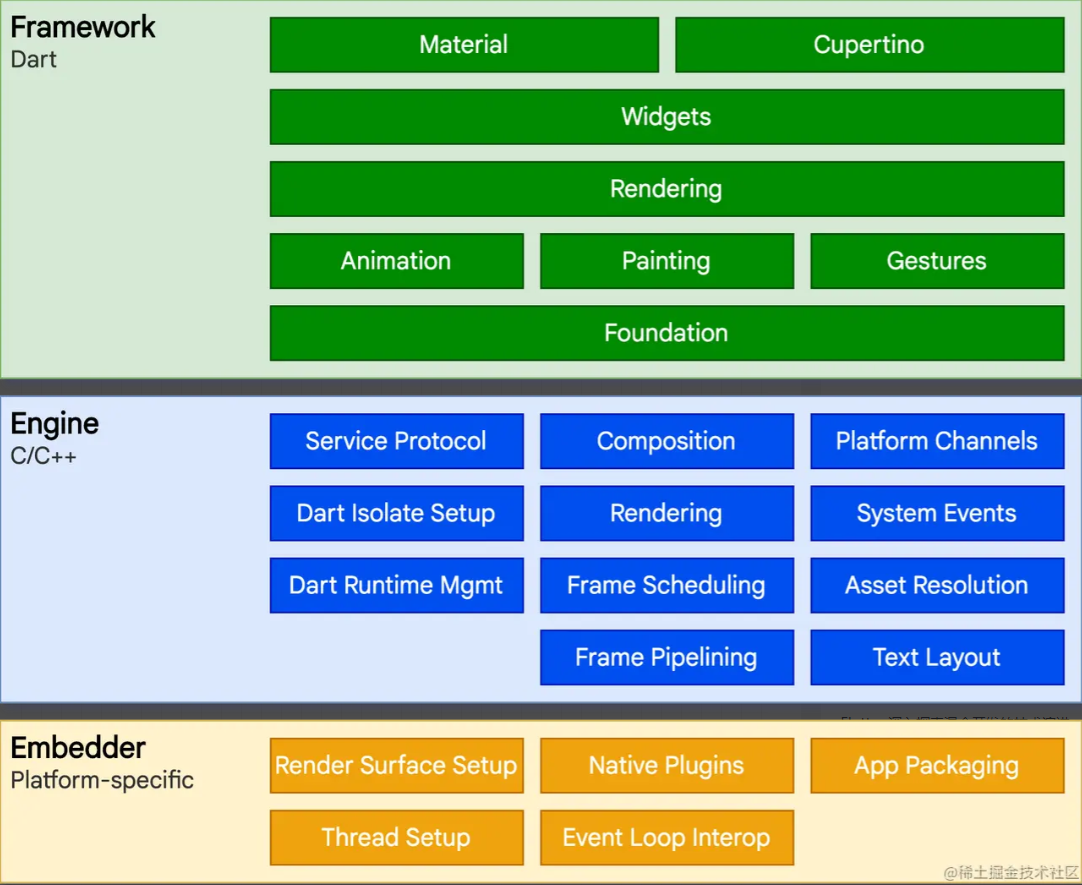 Framework
Dart
Material
Cupertino
Widgets
Rendering
Animation
Painting
Gestures
Foundation
Engine
C/C++
Service Protocol
Composition
Platform Channels
Dart Isolate Setup
Rendering
System Events
Dart Runtime Mgmt
Frame Scheduling
Asset Resolution
Frame Pipelining
Text Layout
Embedder
Platform-specific
Render Surface Setup
Native Plugins
App Packaging
Thread Setup
Event Loop Interop
@稀土掘金技术社区